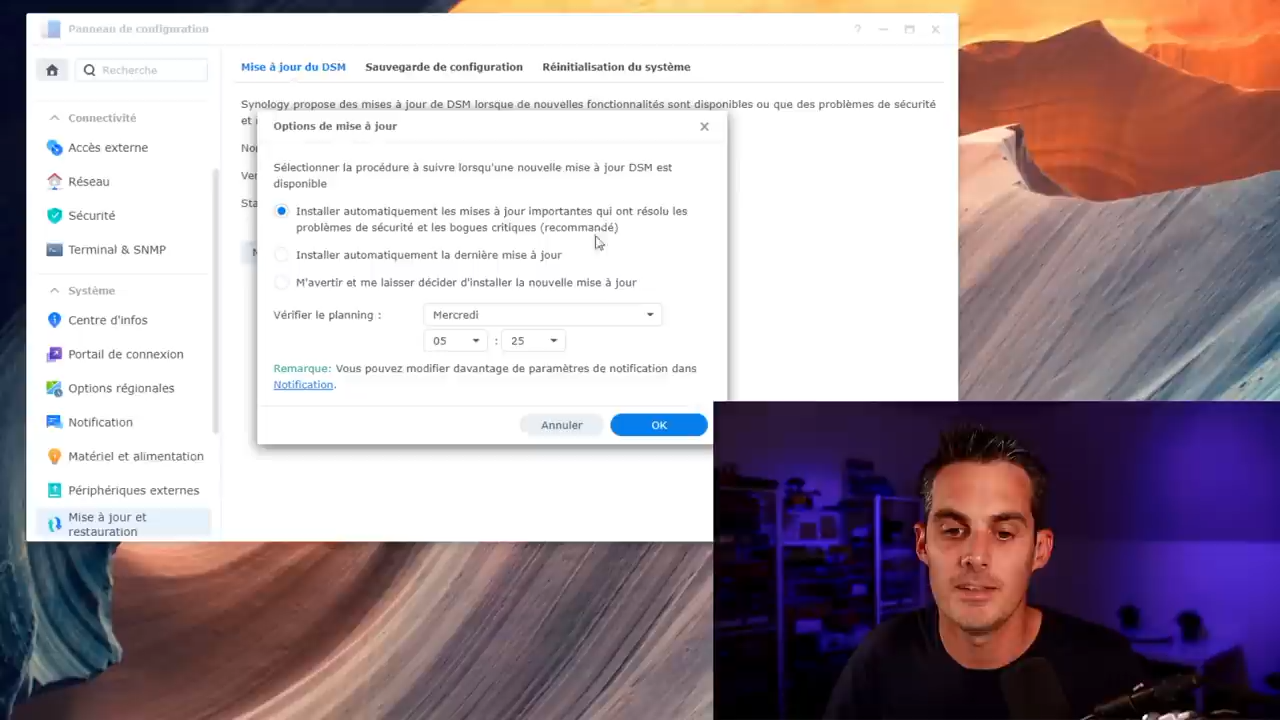 Panneau de configuration
?
Recherche
Connectivité
Accès externe
Réseau
Sécurité
Terminal & SNMP
Système
Centre d'infos
Portail de connexion
Options régionales
Notification
Matériel et alimentation
Périphériques externes
Mise à jour et
restauration
Mise à jour du DSM
Sauvegarde de configuration
Réinitialisation du système
Synology propose des mises à jour de DSM lorsque de nouvelles fonctionnalités sont disponibles ou que des problèmes de sécurité
Options de mise à jour
Sélectionner la procédure à suivre lorsqu'une nouvelle mise à jour DSM est
disponible
Installer automatiquement les mises à jour importantes qui ont résolu les
problèmes de sécurité et les bogues critiques (recommandé)
Installer automatiquement la dernière mise à jour
M'avertir et me laisser décider d'installer la nouvelle mise à jour
Vérifier le planning :
Mercredi
05 : 25
Remarque: Vous pouvez modifier davantage de paramètres de notification dans
Notification.
Annuler
OK